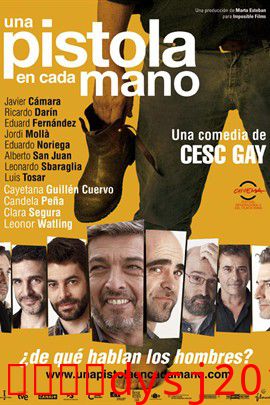 Una producción de Marta Esteban
para Imposible Films
una
pistola
en cada
mano
Javier Cámara
Ricardo Darín
Eduard Fernández
Jordi Mollà
Eduardo Noriega
Alberto San Juan
Leonardo Sbaraglia
Luis Tosar
Cayetana Guillén Cuervo
Candela Peña
Clara Segura
Leonor Watling
Una comedia de
CESC GAY
¿de qué hablan los hombres?
www.unapistolaencadamano.com